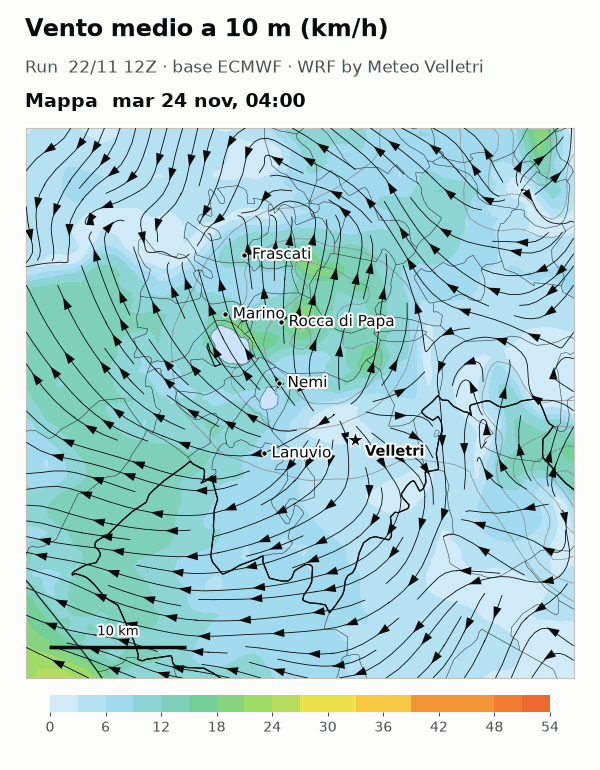 Vento medio a 10 m (km/h)
Run  22/11 12Z · base ECMWF · WRF by Meteo Velletri
Mappa  mar 24 nov, 04:00
Frascati
Marino
Rocca di Papa
Nemi
Lanuvio
Velletri
10 km
0 6 12 18 24 30 36 42 48 54